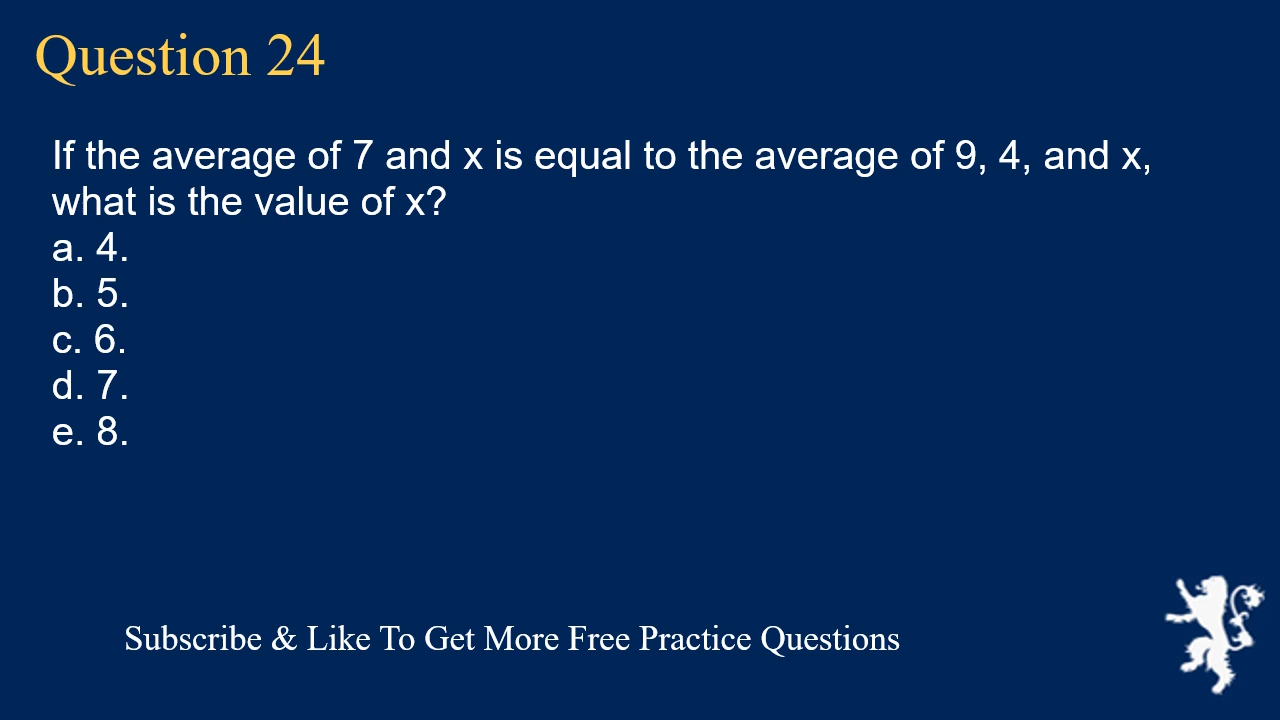 Question 24
If the average of 7 and x is equal to the average of 9, 4, and x,
what is the value of x?
a. 4.
b. 5.
c. 6.
d. 7.
e. 8.
Subscribe & Like To Get More Free Practice Questions